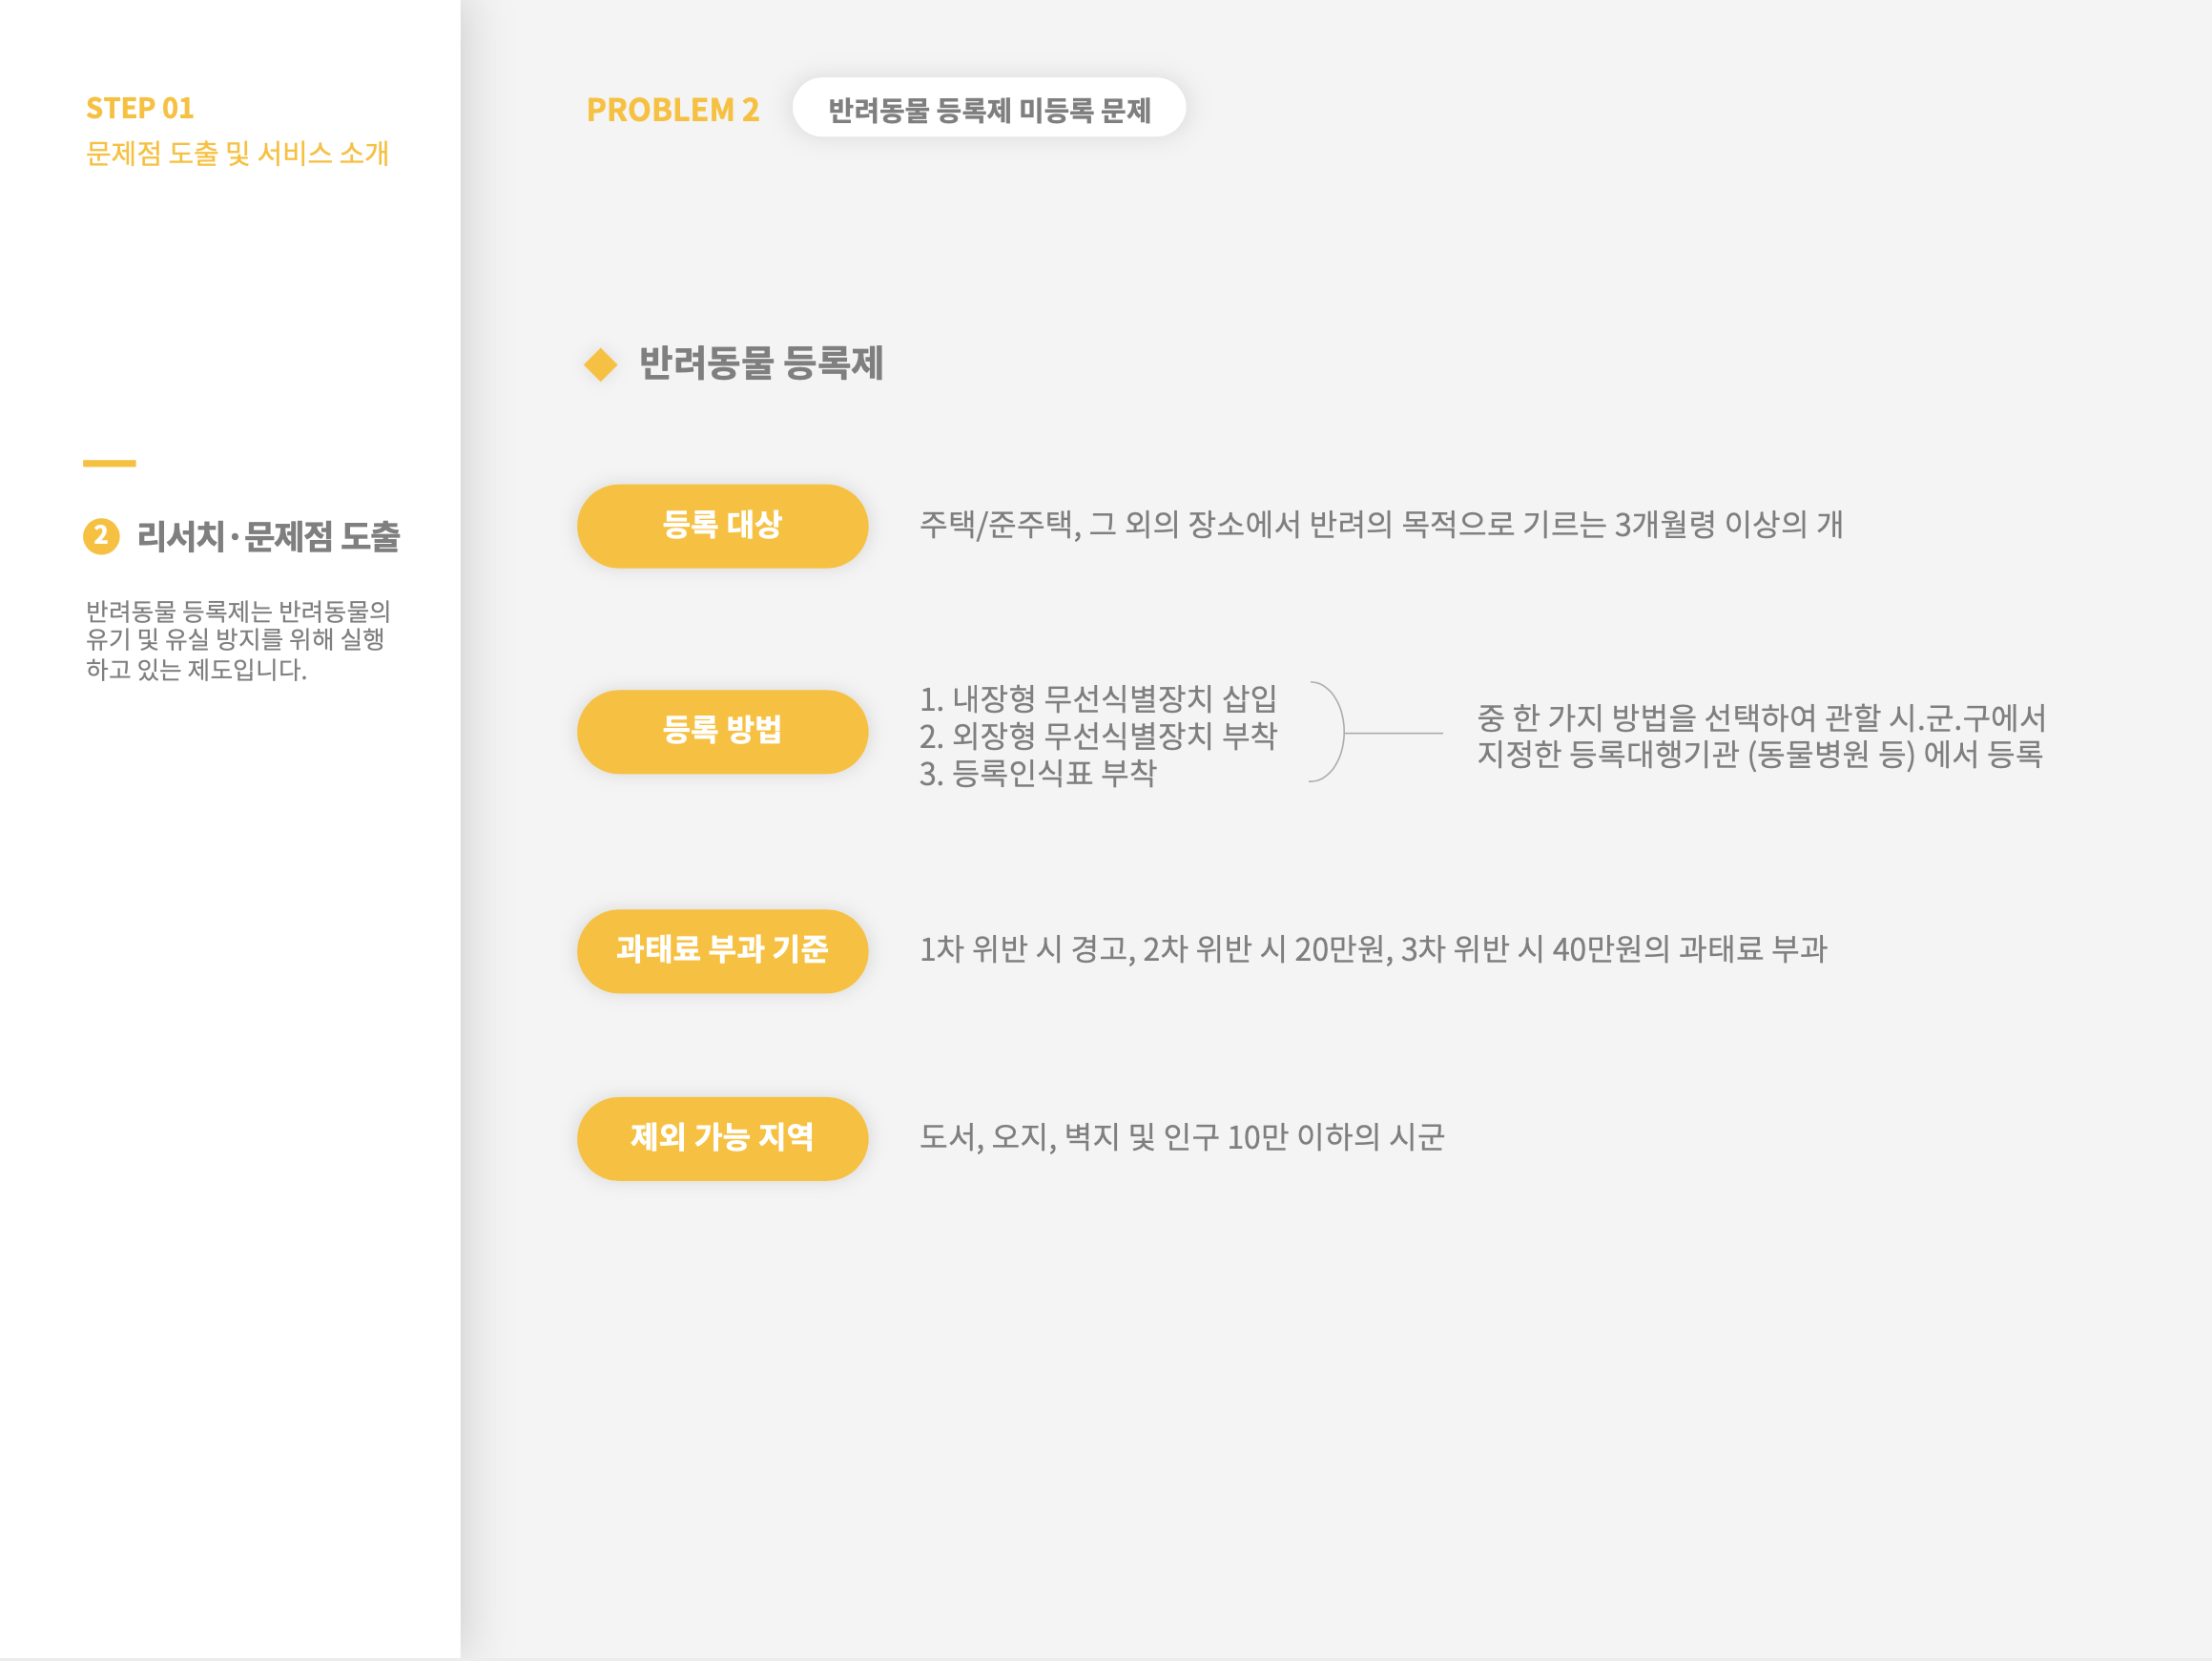 STEP 01
문제점 도출 및 서비스 소개
2 리서치·문제점 도출
반려동물 등록제는 반려동물의
유기 및 유실 방지를 위해 실행
하고 있는 제도입니다.
PROBLEM 2 반려동물 등록제 미등록 문제
◆ 반려동물 등록제
등록 대상
주택/준주택, 그 외의 장소에서 반려의 목적으로 기르는 3개월령 이상의 개
등록 방법
1. 내장형 무선식별장치 삽입
2. 외장형 무선식별장치 부착
3. 등록인식표 부착
중 한 가지 방법을 선택하여 관할 시.군.구에서
지정한 등록대행기관 (동물병원 등) 에서 등록
과태료 부과 기준
1차 위반 시 경고, 2차 위반 시 20만원, 3차 위반 시 40만원의 과태료 부과
제외 가능 지역
도서, 오지, 벽지 및 인구 10만 이하의 시군